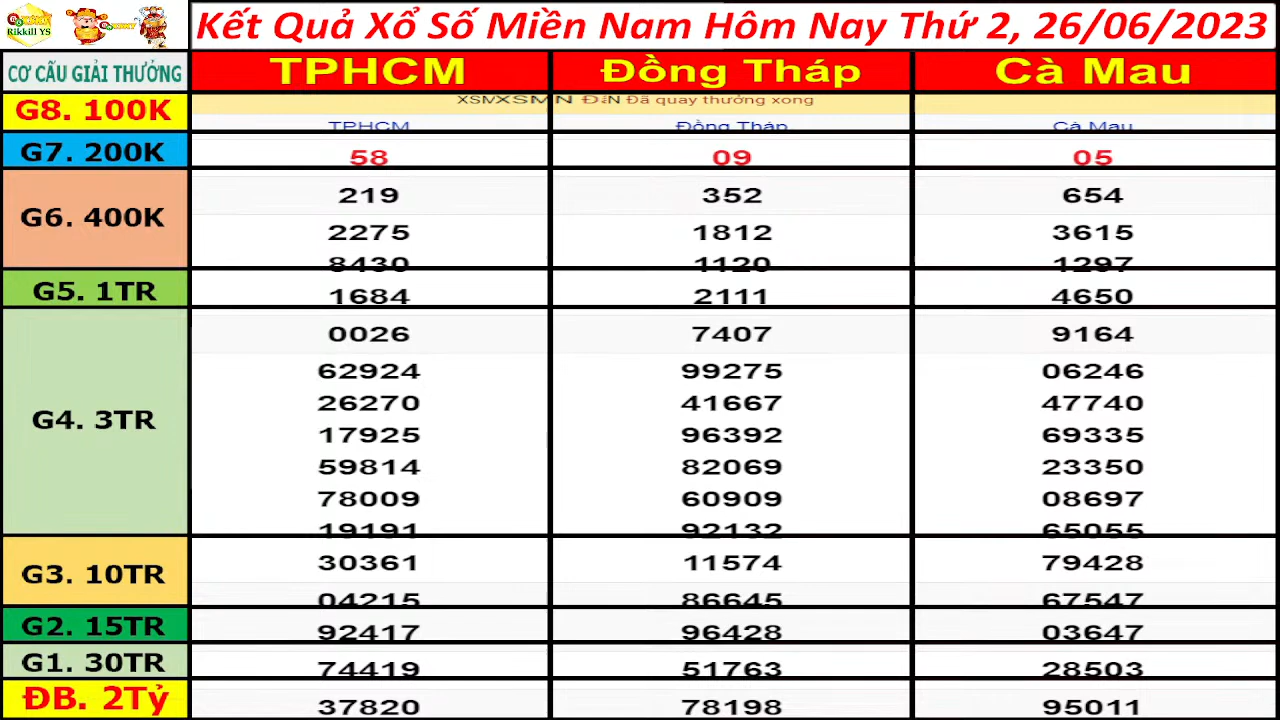 Rikkill YS
Kết Quả Xổ Số Miền Nam Hôm Nay Thứ 2, 26/06/2023
CƠ CẤU GIẢI THƯỞNG TPHCM Đồng Tháp Cà Mau
G8. 100K Đã quay thưởng xong
TPHCM Đồng Tháp Cà Mau
G7. 200K 58 09 05
219 352 654
G6. 400K 2275 1812 3615
8430 1120 1297
G5. 1TR 1684 2111 4650
0026 7407 9164
62924 99275 06246
26270 41667 47740
G4. 3TR 17925 96392 69335
59814 82069 23350
78009 60909 08697
19191 92132 65055
30361 11574 79428
G3. 10TR
04215 86645 67547
G2. 15TR 92417 96428 03647
G1. 30TR 74419 51763 28503
ĐB. 2Tỷ 37820 78198 95011